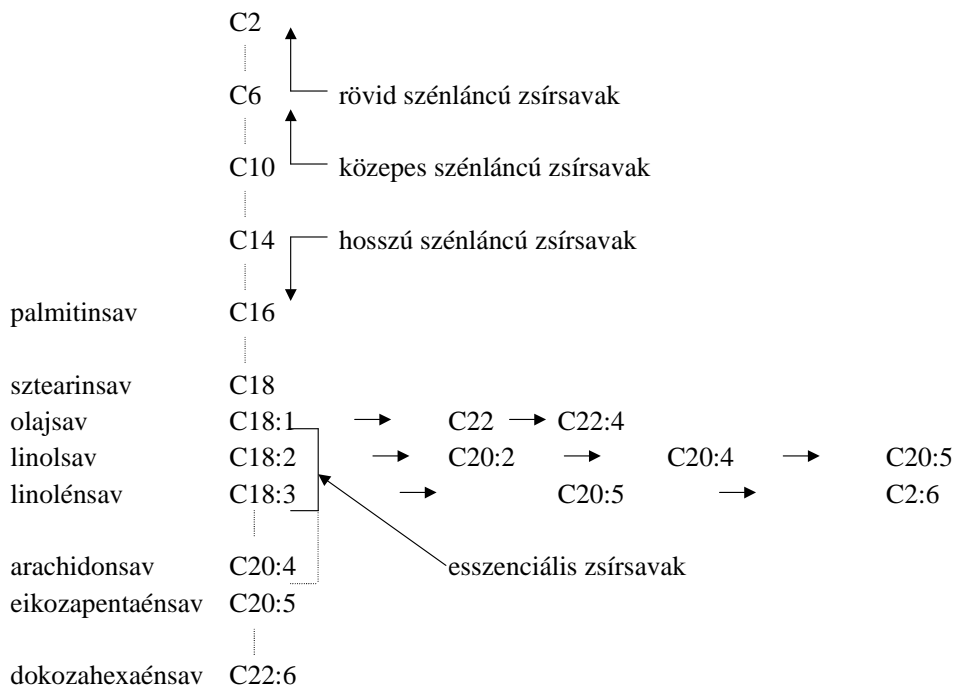 C2
C6 rövid szénláncú zsírsavak
C10 közepes szénláncú zsírsavak
C14 hosszú szénláncú zsírsavak
palmitinsav C16
sztearinsav C18
olajsav C18:1 C22 C22:4
linolsav C18:2 C20:2 C20:4 C20:5
linolénsav C18:3 C20:5 C2:6
arachidonsav C20:4 esszenciális zsírsavak
eikozapentaénsav C20:5
dokozahexaénsav C22:6